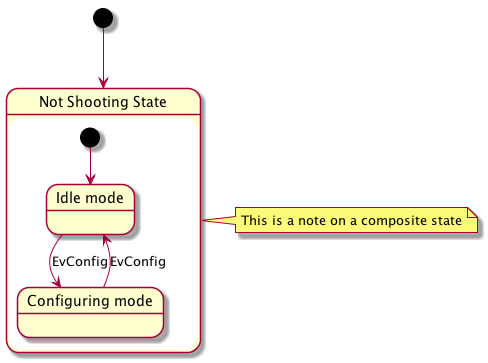 Not Shooting State
Idle mode
This is a note on a composite state
EvConfig
EvConfig
Configuring mode